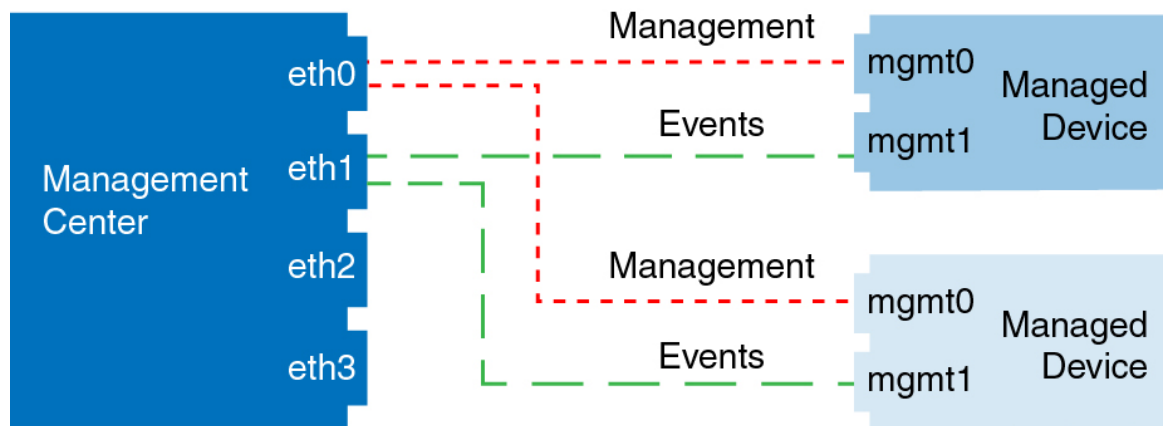 Management
eth0
mgmt0
Managed
Device
Events
eth1
mgmt1
Management
Center
eth2
Management
mgmt0
Managed
Device
eth3
Events
mgmt1